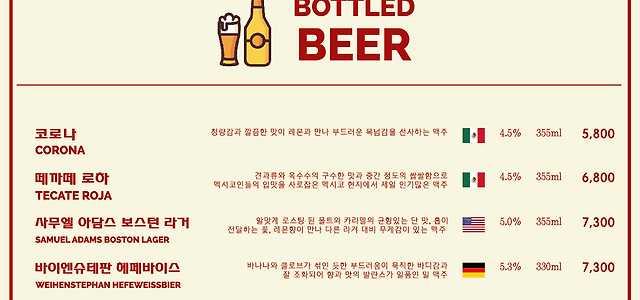 BOTTLED
BEER
코로나
CORONA
청량감과 깔끔한 맛이 레몬과 만나 부드러운 목넘감을 선사하는 맥주
4.5%
355ml
5,800
떼까떼 로하
TECATE ROJA
견과류와 옥수수의 구수한 맛과 중간 정도의 쌉쌀함으로
멕시코인들의 입맛을 사로잡은 멕시코 현지에서 제일 인기많은 맥주
4.5%
355ml
6,800
사무엘 아담스 보스턴 라거
SAMUEL ADAMS BOSTON LAGER
알맞게 로스팅 된 몰트와 카라멜의 균형있는 단 맛, 홉이
전달하는 꽃, 레몬향이 만나 다른 라거 대비 무게감이 있는 맥주
5.0%
355ml
7,300
바이엔슈테판 헤페바이스
WEIHENSTEPHAN HEFEWEISSBIER
바나나와 클로브가 섞인 듯한 부드러움이 묵직한 바디감과
잘 조화되어 향과 맛의 발란스가 일품인 밀 맥주
5.3%
330ml
7,300